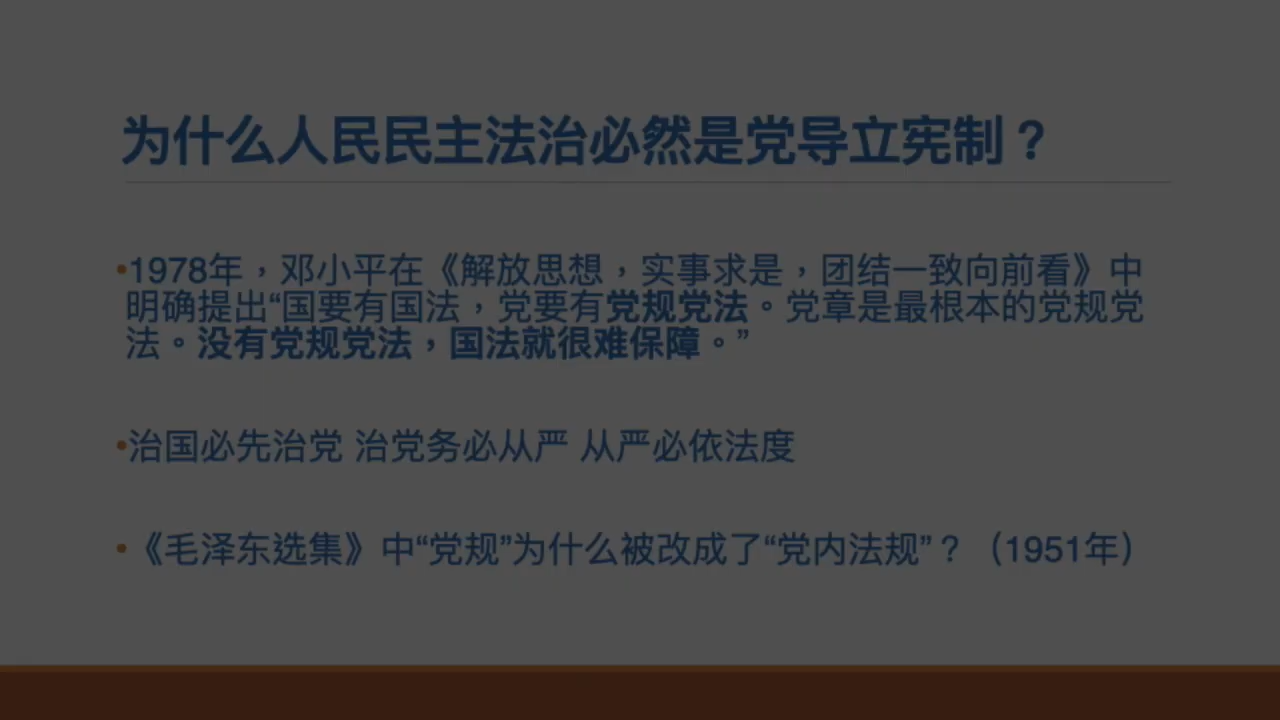 为什么人民民主法治必然是党导立宪制？
•1978年，邓小平在《解放思想，实事求是，团结一致向前看》中
明确提出“国要有国法，党要有党规党法。党章是最根本的党规党
法。没有党规党法，国法就很难保障。”
•治国必先治党 治党务必从严 从严必依法度
•《毛泽东选集》中“党规”为什么被改成了“党内法规”？（1951年）